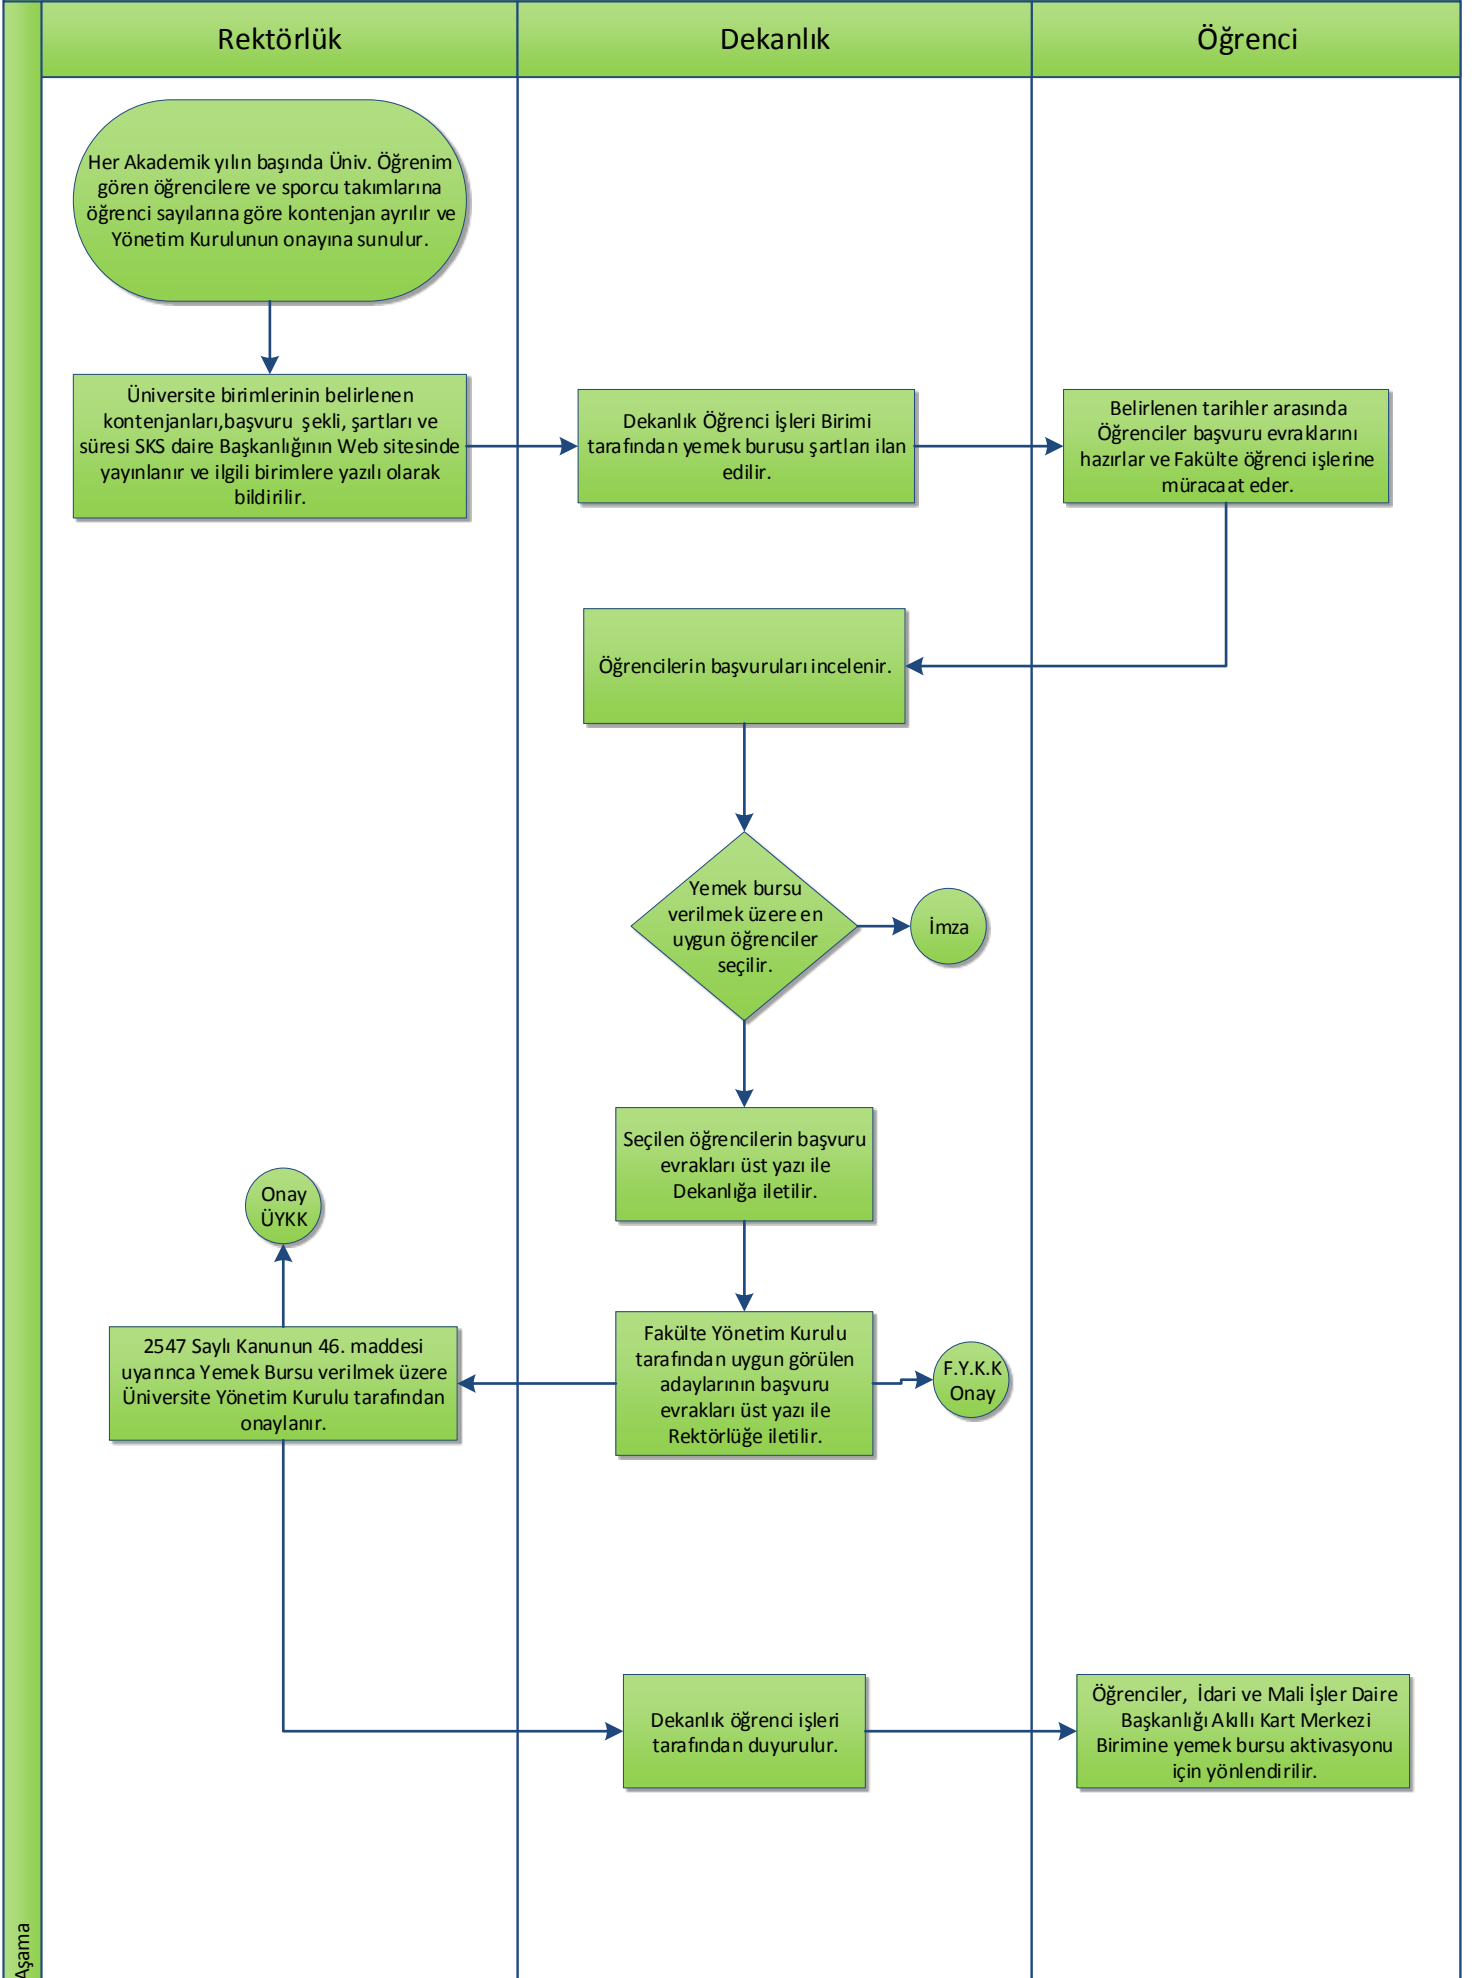 Rektörlük
Dekanlık
Öğrenci
Her Akademik yılın başında Üniv. Öğrenim
gören öğrencilere ve sporcu takımlarına
öğrenci sayılarına göre kontenjan ayrılır ve
Yönetim Kurulunun onayına sunulur.
Üniversite birimlerinin belirlenen
kontenjanları,başvuru şekli, şartları ve
süresi SKS daire Başkanlığının Web sitesinde
yayınlanır ve ilgili birimlere yazılı olarak
bildirilir.
Dekanlık Öğrenci İşleri Birimi
tarafından yemek burusu şartları ilan
edilir.
Belirlenen tarihler arasında
Öğrenciler başvuru evraklarını
hazırlar ve Fakülte öğrenci işlerine
müracaat eder.
Öğrencilerin başvuruları incelenir.
Yemek bursu
verilmek üzere en
uygun öğrenciler
seçilir.
İmza
Seçilen öğrencilerin başvuru
evrakları üst yazı ile
Dekanlığa iletilir.
Onay
ÜYKK
2547 Saylı Kanunun 46. maddesi
uyarınca Yemek Bursu verilmek üzere
Üniversite Yönetim Kurulu tarafından
onaylanır.
Fakülte Yönetim Kurulu
tarafından uygun görülen
adaylarının başvuru
evrakları üst yazı ile
Rektörlüğe iletilir.
F.Y.K.K
Onay
Dekanlık öğrenci işleri
tarafından duyurulur.
Öğrenciler, İdari ve Mali İşler Daire
Başkanlığı Akıllı Kart Merkezi
Birimine yemek bursu aktivasyonu
için yönlendirilir.
Aşama